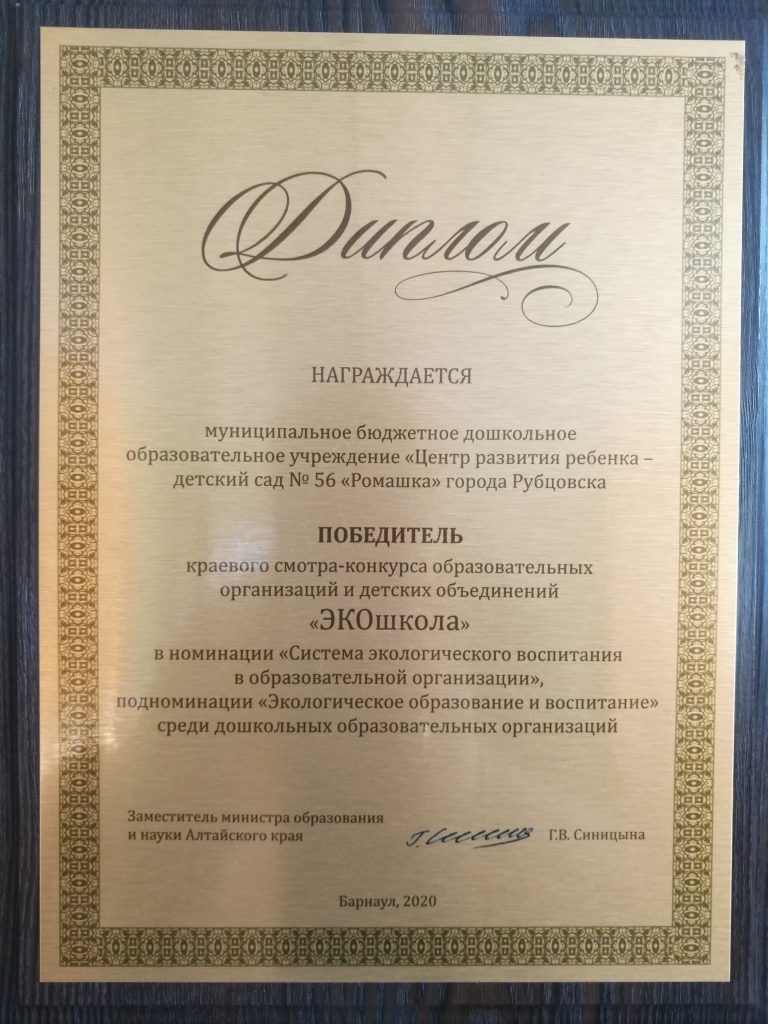 Диплом
НАГРАЖДАЕТСЯ
муниципальное бюджетное дошкольное
образовательное учреждение «Центр развития ребенка –
детский сад № 56 «Ромашка» города Рубцовска
ПОБЕДИТЕЛЬ
краевого смотра-конкурса образовательных
организаций и детских объединений
«ЭКОшкола»
в номинации «Система экологического воспитания
в образовательной организации»,
подноминации «Экологическое образование и воспитание»
среди дошкольных образовательных организаций
Заместитель министра образования
и науки Алтайского края
Г.В. Синицына
Барнаул, 2020